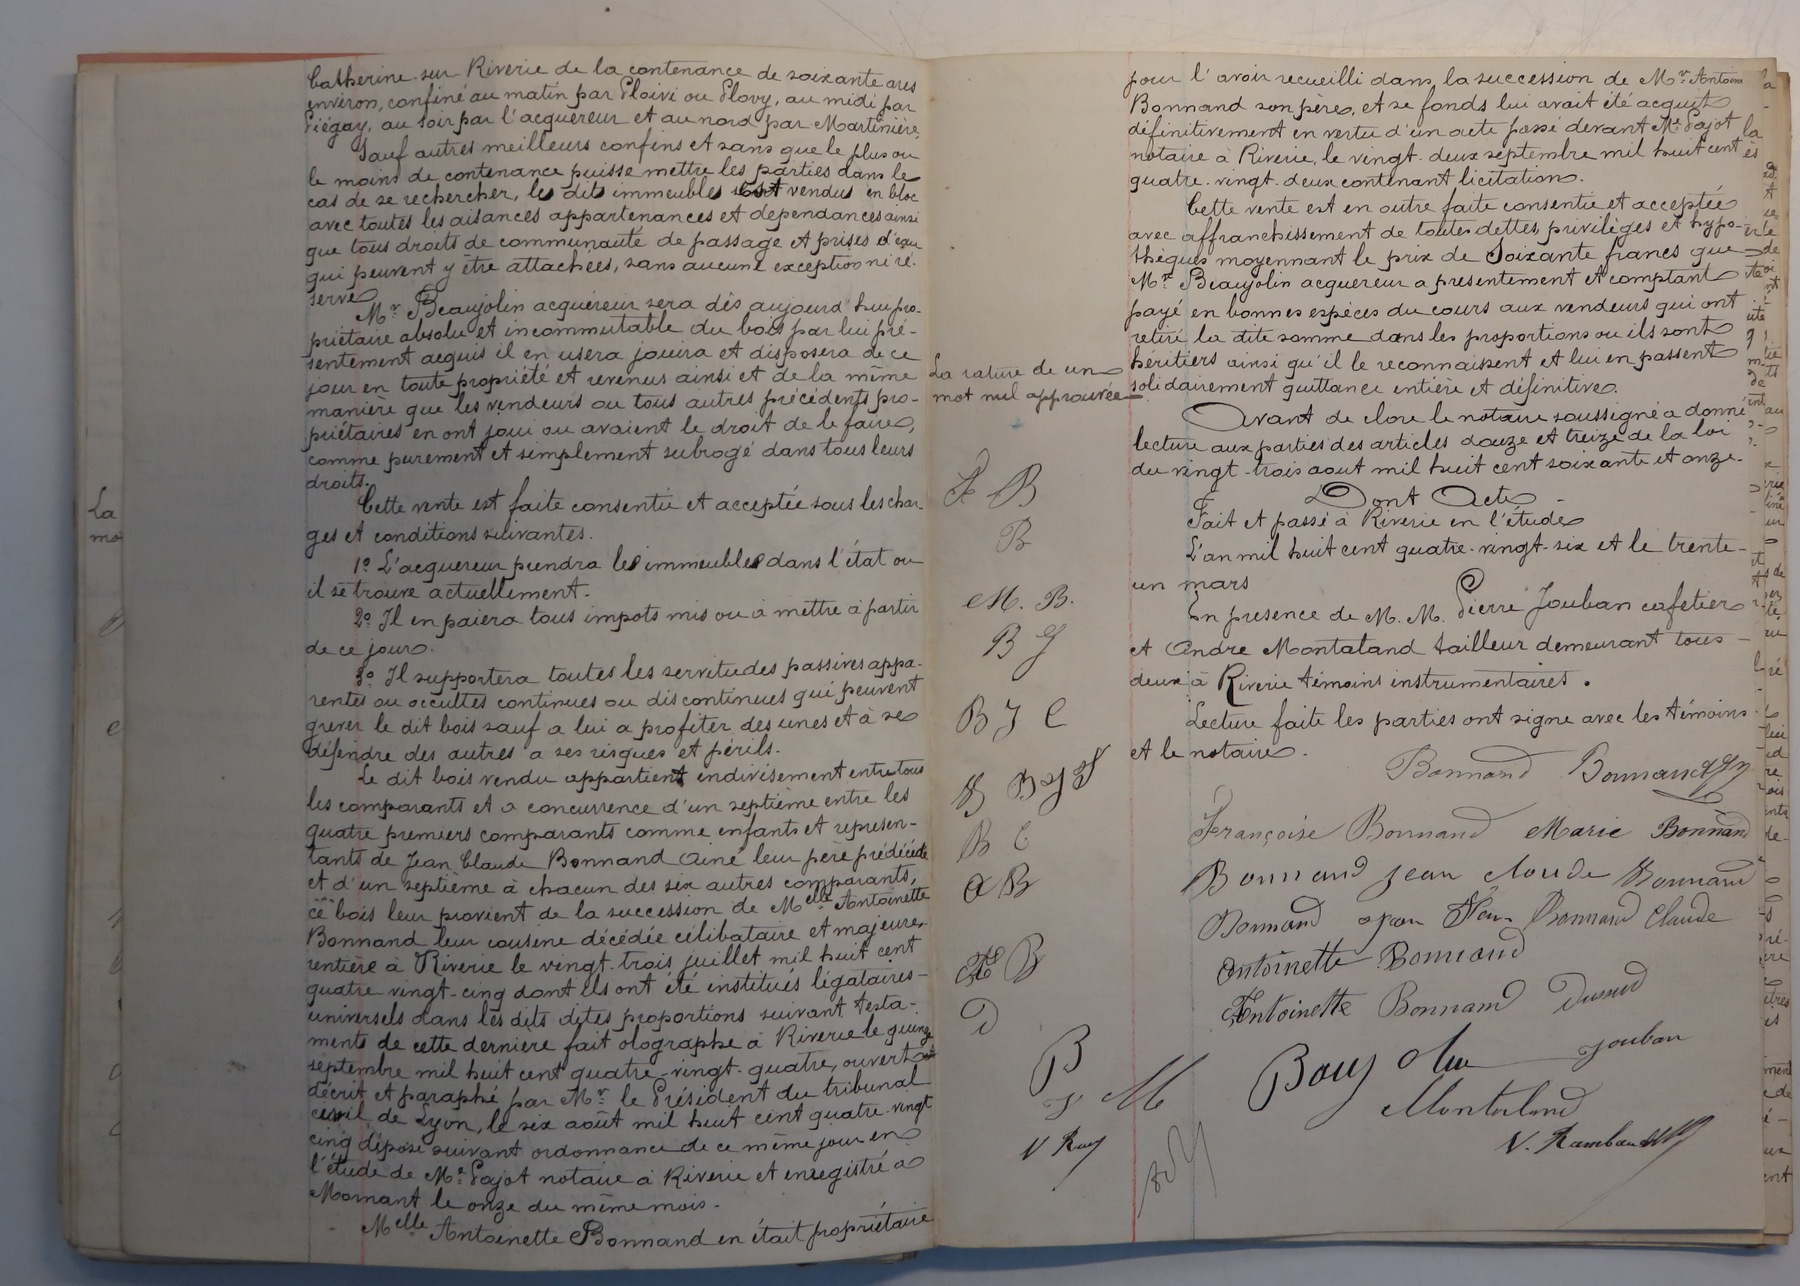 Catherine-sur Riverie de la contenance de soixante ares
environ, confiné au matin par Ploivi ou Plovy, au midi par
Piégay, au soir par l'acquéreur et au nord par Martinière.
Sauf autres meilleurs confins et sans que le plus ou
le moins de contenance puisse mettre les parties dans le
cas de se rechercher, les dits immeubles sont vendus en bloc
avec toutes les aisances appartenances et dépendances ainsi
que tous droits de communauté de passage et prises d'eau
qui peuvent y être attachées, sans aucune exception ni ré-
serve
Mr Beaujolin acquéreur sera dès aujourd'hui pro-
priétaire absolu et incommutable du bois par lui pré-
sentement acquis il en usera jouira et disposera de ce
jour en toute propriété et revenus ainsi et de la même
manière que les vendeurs ou tous autres précédents pro-
priétaires en ont joui ou avaient le droit de le faire,
comme purement et simplement subrogé dans tous leurs
droits.
Cette vente est faite consentie et acceptée sous les char-
ges et conditions suivantes.
1o L'acquereur prendra les immeubles dans l'état ou
il se trouve actuellement.
2o Il en paiera tous impots mis ou à mettre à partir
de ce jour.
3o Il supportera toutes les servitudes passives appa-
rentes ou occultes continues ou discontinues qui peuvent
grever le dit bois sauf a lui a profiter des unes et à se
défendre des autres a ses risques et périls.
Le dit bois vendu appartient indivisement entre tous
les comparants et a concurrence d'un septième entre les
quatre premiers comparants comme enfants et représen-
tants de Jean Claude Bonnand Ainé leur père prédécédé
et d'un septième à chacun des six autres comparants,
ce bois leur provient de la succession de Melle Antoinette
Bonnand leur cousine décédée célibataire et majeure,
rentière à Riverie le vingt-trois juillet mil huit cent
quatre vingt-cinq dont ils ont été institués légataires-
universels dans les dits dites proportions suivant testa-
ments de cette dernière fait olographe à Riverie le quinze
septembre mil huit cent quatre-vingt-quatre, ouvert
décrit et paraphé par Mr le Président du tribunal
civil de Lyon, le six août mil huit cent quatre-vingt
cinq déposé suivant ordonnance de ce même jour en
l'étude de Me Pajot notaire à Riverie et enregistré a
Mornant le onze du même mois.
Melle Antoinette Bonnand en était propriétaire
La
mo
pour l'avoir recueilli dans la succession de Mr Antoine
Bonnand son père, et se fonds lui avait été acquit
définitivement en vertu d'un acte passé devant Me Pajot
notaire à Riverie, le vingt-deux septembre mil huit cent
quatre-vingt-deux contenant licitation.
Cette vente est en outre faite consentie et acceptée
avec affranchissement de toutes dettes, privilèges et hypo-
thèques moyennant le prix de Soixante francs que
Mr Beaujolin acquereur a presentement et comptant
payé en bonnes espèces du cours aux vendeurs qui ont
retiré la dite somme dans les proportions ou ils sont
héritiers ainsi qu'il le reconnaissent et lui en passent
solidairement quittance entière et définitive.
La rature de un
mot nul approuvée
Avant de clore le notaire soussigné a donné
lecture aux parties des articles douze et treize de la loi
du vingt-trois aout mil huit cent soixante et onze.
Dont Acte
Fait et passé à Riverie en l'étude
L'an mil huit cent quatre-vingt-six et le trente-
un mars
En presence de M. M. Pierre Jouban cafetier
et Andre Montaland tailleur demeurant tous
deux à Riverie témoins instrumentaires.
Lecture faite les parties ont signé avec les témoins
et le notaire.
F B
B
M. B.
B J
B J C
B C
A B
B
D
B
J M
V Ray
Bonnand Bonnand
Françoise Bonnand Marie Bonnand
Bonnand Jean Claude Bonnand
Bonnand Bonnand Claude
Antoinette Bonnand
Antoinette Bonnand Durand
Jouban
Montaland
V. Rambaud